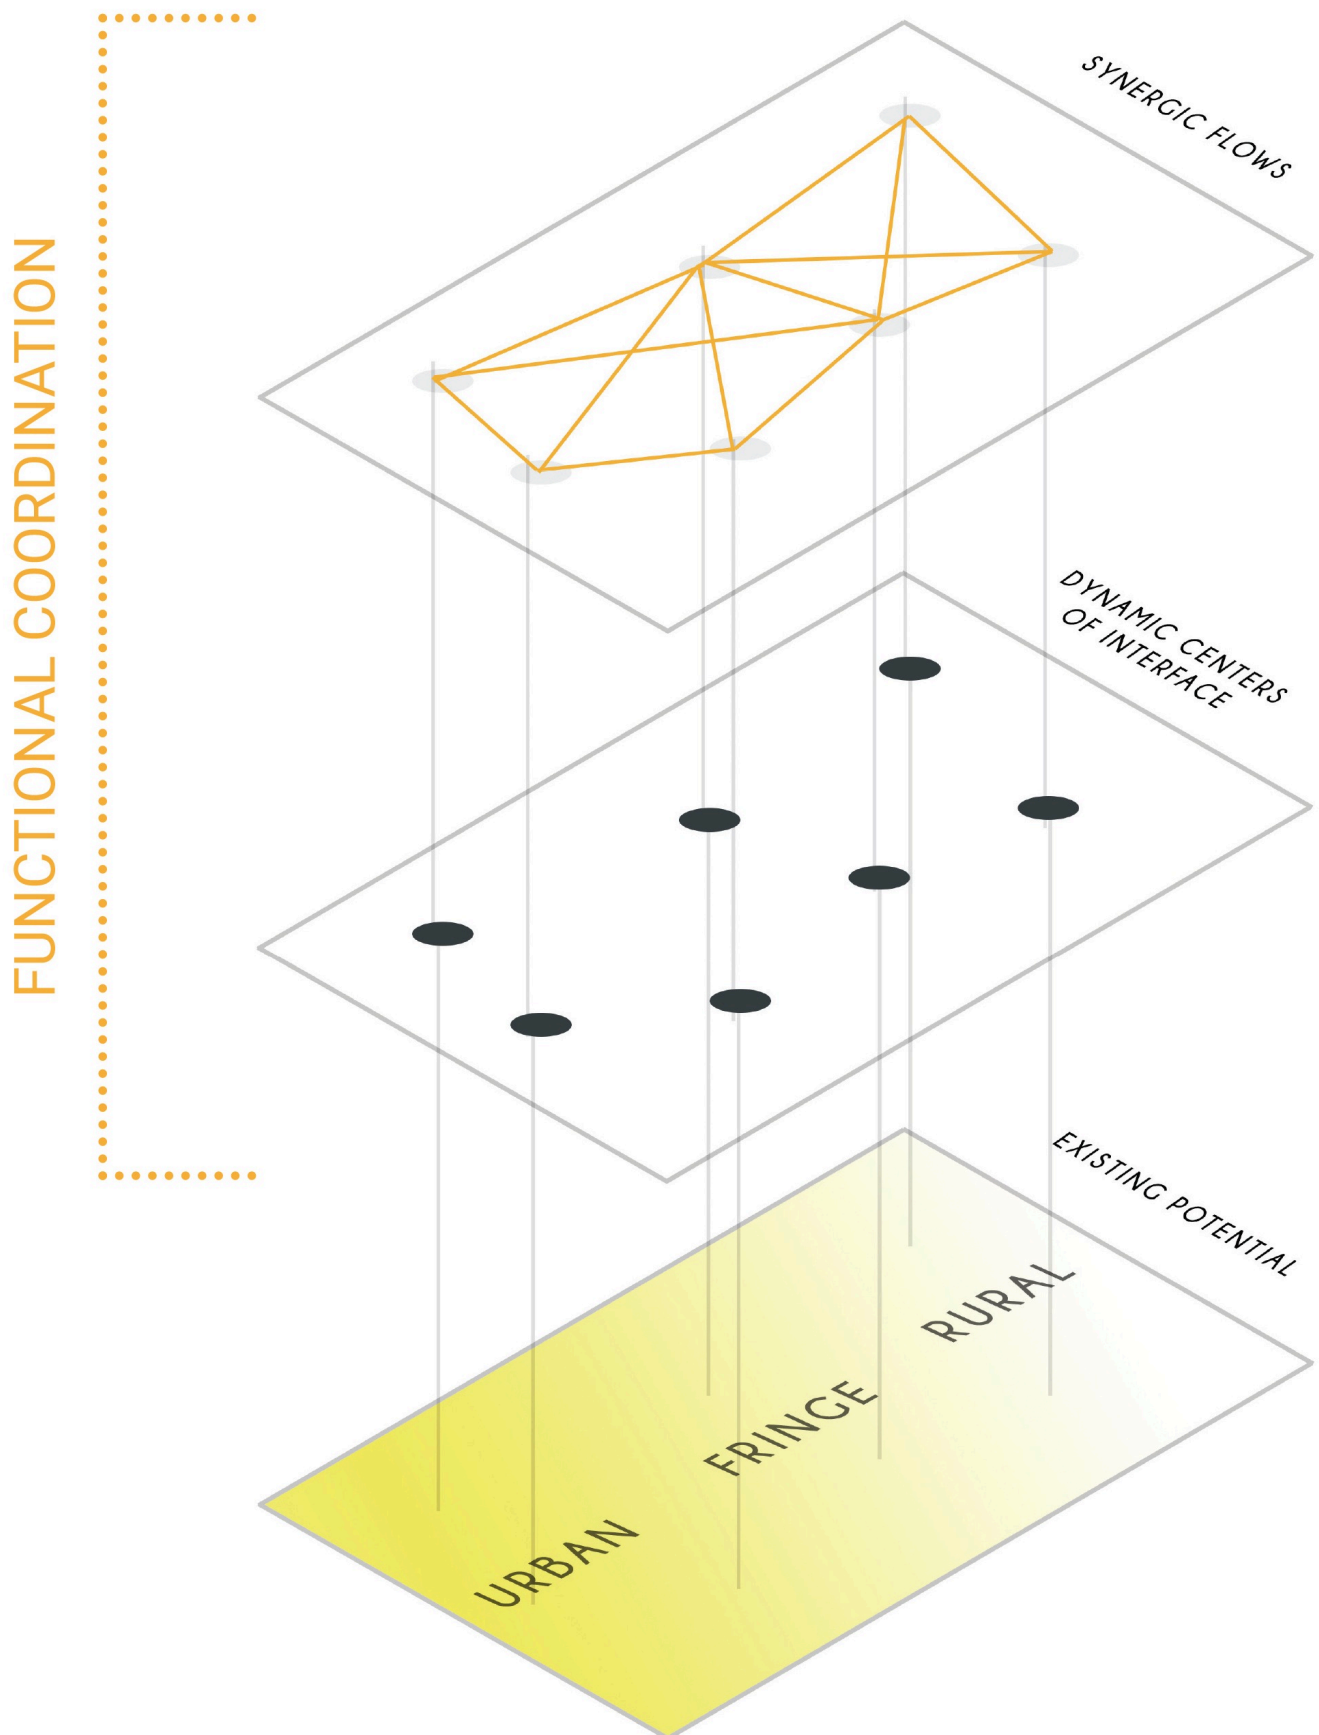 FUNCTIONAL COORDINATION
SYNERGIC FLOWS
DYNAMIC CENTERS
OF INTERFACE
EXISTING POTENTIAL
RURAL
FRINGE
URBAN